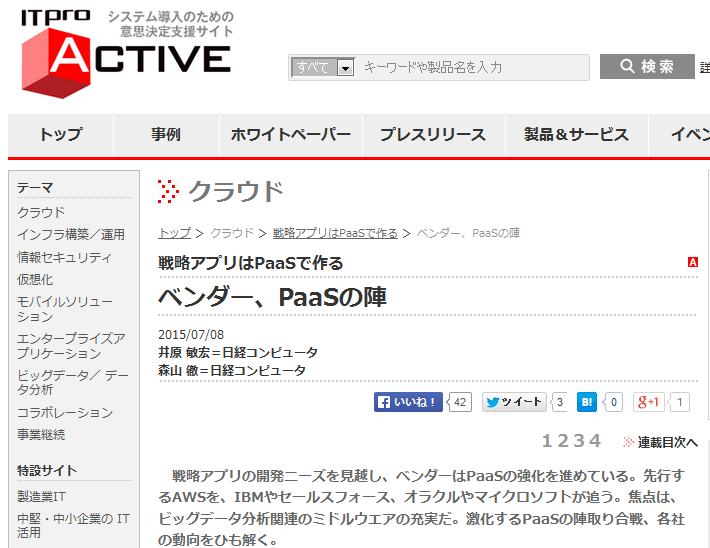 ITpro
ACTIVE
システム導入のための
意思決定支援サイト
すべて
キーワードや製品名を入力
検索
トップ
事例
ホワイトペーパー
プレスリリース
製品＆サービス
テーマ
クラウド
インフラ構築／運用
情報セキュリティ
仮想化
モバイルソリュー
ション
エンタープライズア
プリケーション
ビッグデータ／ デー
タ分析
コラボレーション
事業継続
特設サイト
製造業IT
中堅・中小企業の IT
活用
クラウド
トップ ＞ クラウド ＞ 戦略アプリはPaaSで作る ＞ ベンダー、PaaSの陣
戦略アプリはPaaSで作る
A
ベンダー、PaaSの陣
2015/07/08
井原 敏宏＝日経コンピュータ
森山 徹＝日経コンピュータ
いいね！ 42 ツイート 3 B! 0 g+1 1
1 2 3 4 連載目次へ
戦略アプリの開発ニーズを見越し、ベンダーはPaaSの強化を進めている。先行す
るAWSを、IBMやセールスフォース、オラクルやマイクロソフトが追う。焦点は、
ビッグデータ分析関連のミドルウエアの充実だ。激化するPaaSの陣取り合戦、各社
の動向をひも解く。